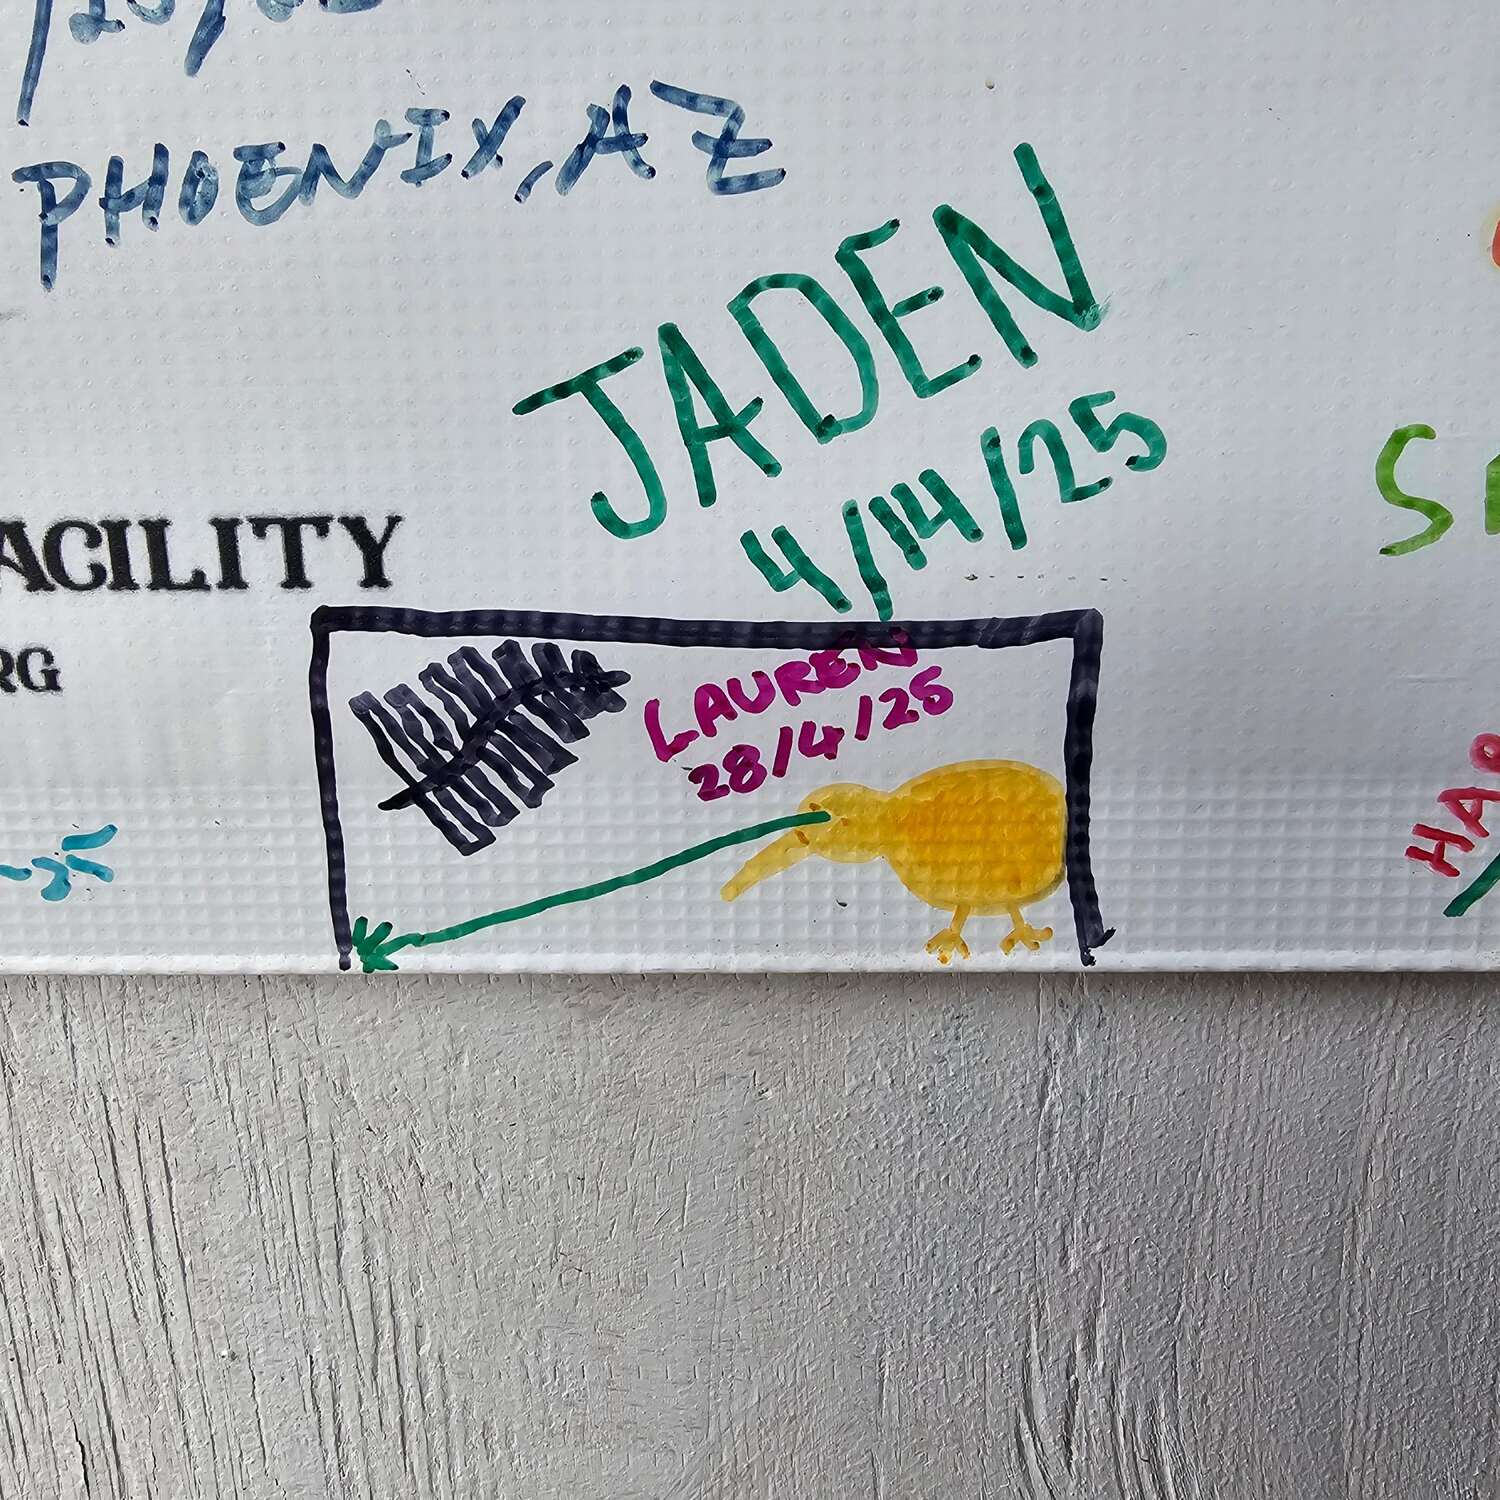 PHOENIX, AZ
JADEN
4/14/25
ACILITY
RG
LAUREN
28/4/25